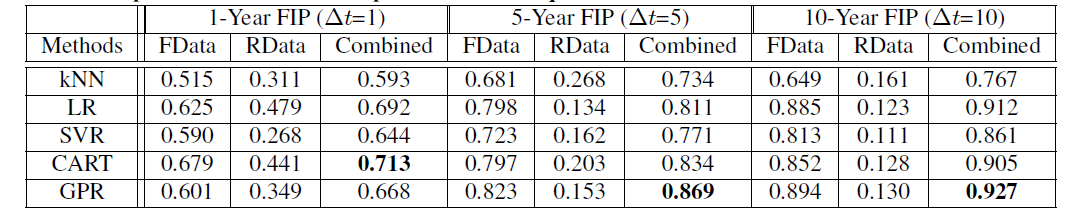 1-Year FIP (Δt=1) 5-Year FIP (Δt=5) 10-Year FIP (Δt=10)
Methods FData RData Combined FData RData Combined FData RData Combined
kNN 0.515 0.311 0.593 0.681 0.268 0.734 0.649 0.161 0.767
LR 0.625 0.479 0.692 0.798 0.134 0.811 0.885 0.123 0.912
SVR 0.590 0.268 0.644 0.723 0.162 0.771 0.813 0.111 0.861
CART 0.679 0.441 0.713 0.797 0.203 0.834 0.852 0.128 0.905
GPR 0.601 0.349 0.668 0.823 0.153 0.869 0.894 0.130 0.927